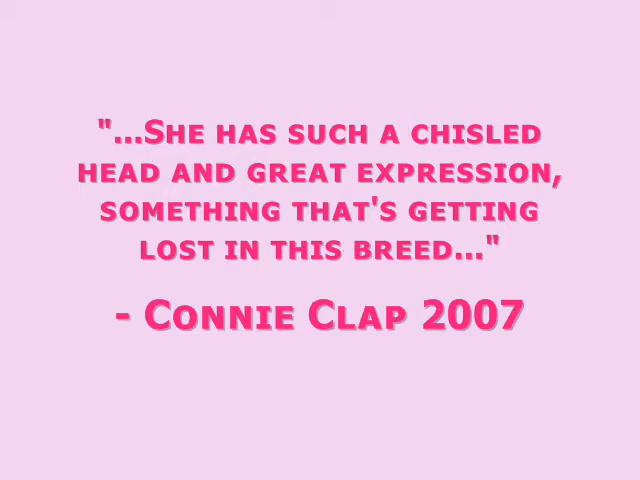 "...She has such a chisled
head and great expression,
something that's getting
lost in this breed..."
- Connie Clap 2007